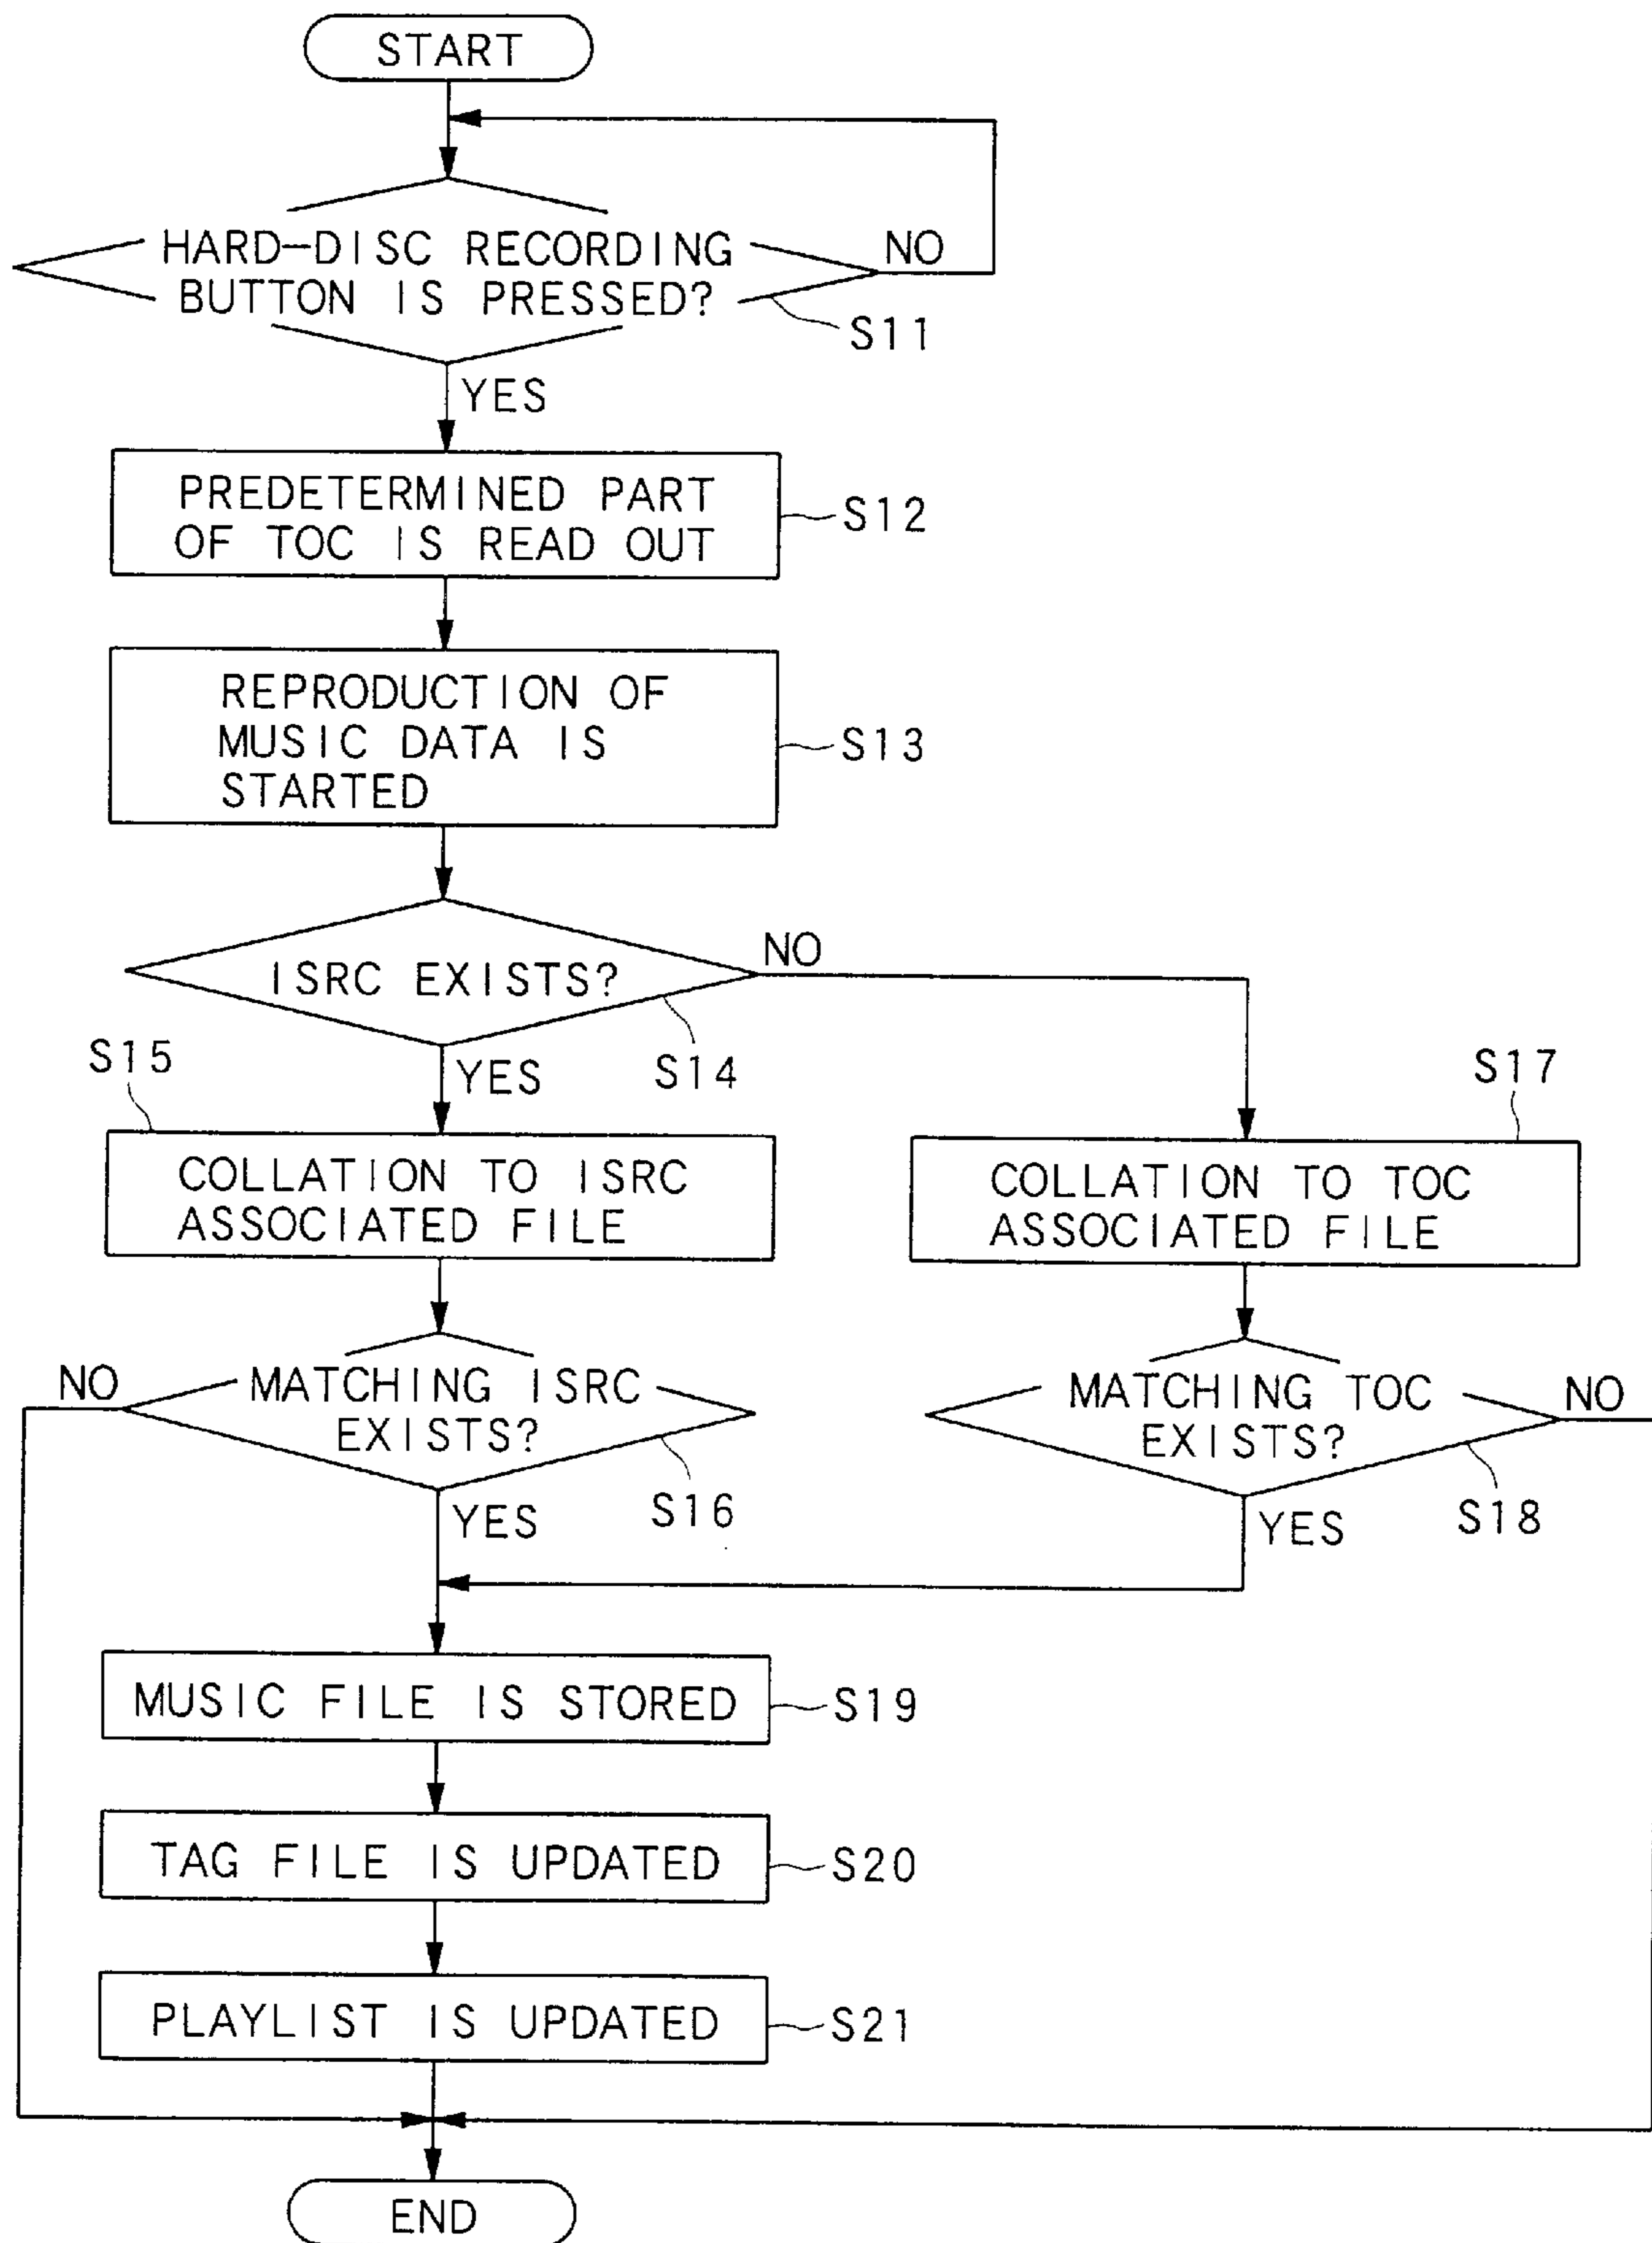 START
HARD-DISC RECORDING
BUTTON IS PRESSED?
NO
S11
YES
PREDETERMINED PART
OF TOC IS READ OUT
S12
REPRODUCTION OF
MUSIC DATA IS
STARTED
S13
ISRC EXISTS?
NO
S14
YES
S15
COLLATION TO ISRC
ASSOCIATED FILE
S17
COLLATION TO TOC
ASSOCIATED FILE
NO
MATCHING ISRC
EXISTS?
S16
YES
MATCHING TOC
EXISTS?
NO
S18
YES
MUSIC FILE IS STORED
S19
TAG FILE IS UPDATED
S20
PLAYLIST IS UPDATED
S21
END